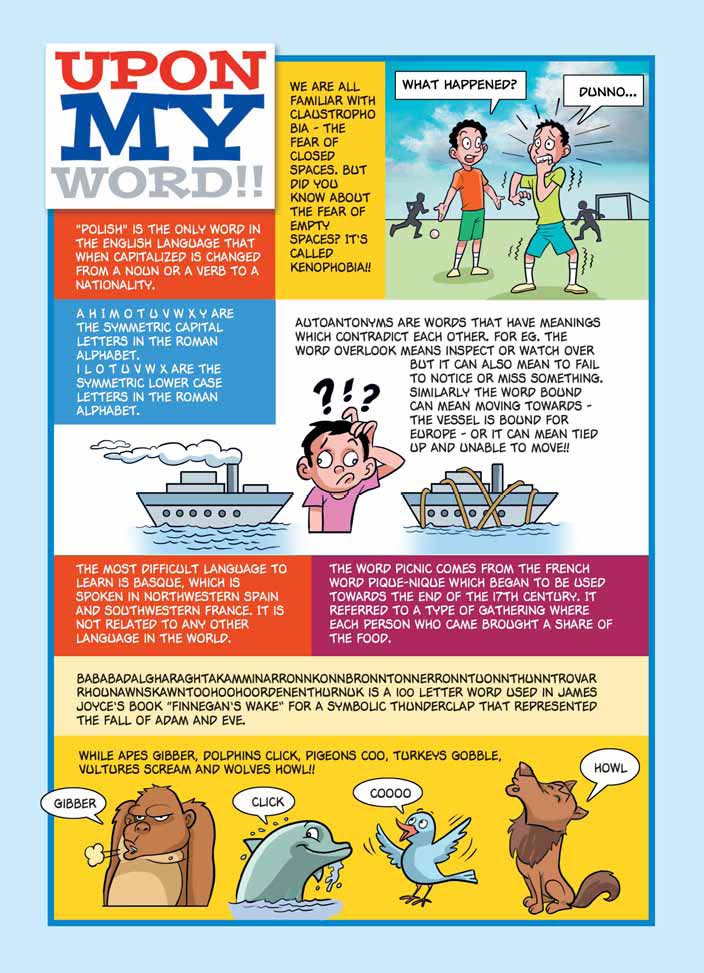 UPON
MY
WORD!!
WE ARE ALL
FAMILIAR WITH
CLAUSTROPHO
BIA - THE
FEAR OF
CLOSED
SPACES. BUT
DID YOU
KNOW ABOUT
THE FEAR OF
EMPTY
SPACES? IT'S
CALLED
KENOPHOBIA!!
WHAT HAPPENED?
DUNNO...
"POLISH" IS THE ONLY WORD IN
THE ENGLISH LANGUAGE THAT
WHEN CAPITALIZED IS CHANGED
FROM A NOUN OR A VERB TO A
NATIONALITY.
A H I M O T U V W X Y ARE
THE SYMMETRIC CAPITAL
LETTERS IN THE ROMAN
ALPHABET.
I L O T U V W X ARE THE
SYMMETRIC LOWER CASE
LETTERS IN THE ROMAN
ALPHABET.
AUTOANTONYMS ARE WORDS THAT HAVE MEANINGS
WHICH CONTRADICT EACH OTHER. FOR EG. THE
WORD OVERLOOK MEANS INSPECT OR WATCH OVER
BUT IT CAN ALSO MEAN TO FAIL
TO NOTICE OR MISS SOMETHING.
SIMILARLY THE WORD BOUND
CAN MEAN MOVING TOWARDS -
THE VESSEL IS BOUND FOR
EUROPE - OR IT CAN MEAN TIED
UP AND UNABLE TO MOVE!!
?!?
THE MOST DIFFICULT LANGUAGE TO
LEARN IS BASQUE, WHICH IS
SPOKEN IN NORTHWESTERN SPAIN
AND SOUTHWESTERN FRANCE. IT IS
NOT RELATED TO ANY OTHER
LANGUAGE IN THE WORLD.
THE WORD PICNIC COMES FROM THE FRENCH
WORD PIQUE-NIQUE WHICH BEGAN TO BE USED
TOWARDS THE END OF THE 17TH CENTURY. IT
REFERRED TO A TYPE OF GATHERING WHERE
EACH PERSON WHO CAME BROUGHT A SHARE OF
THE FOOD.
BABABADALGHARAGHTAKAMMINARRONNKONNBRONNTONNERRONNTUONNTHUNNTROVAR
RHOUNAWNSKAWNTOOHOOHOORDENENTHURNUK IS A 100 LETTER WORD USED IN JAMES
JOYCE'S BOOK "FINNEGAN'S WAKE" FOR A SYMBOLIC THUNDERCLAP THAT REPRESENTED
THE FALL OF ADAM AND EVE.
WHILE APES GIBBER, DOLPHINS CLICK, PIGEONS COO, TURKEYS GOBBLE,
VULTURES SCREAM AND WOLVES HOWL!!
GIBBER
CLICK
COOOO
HOWL